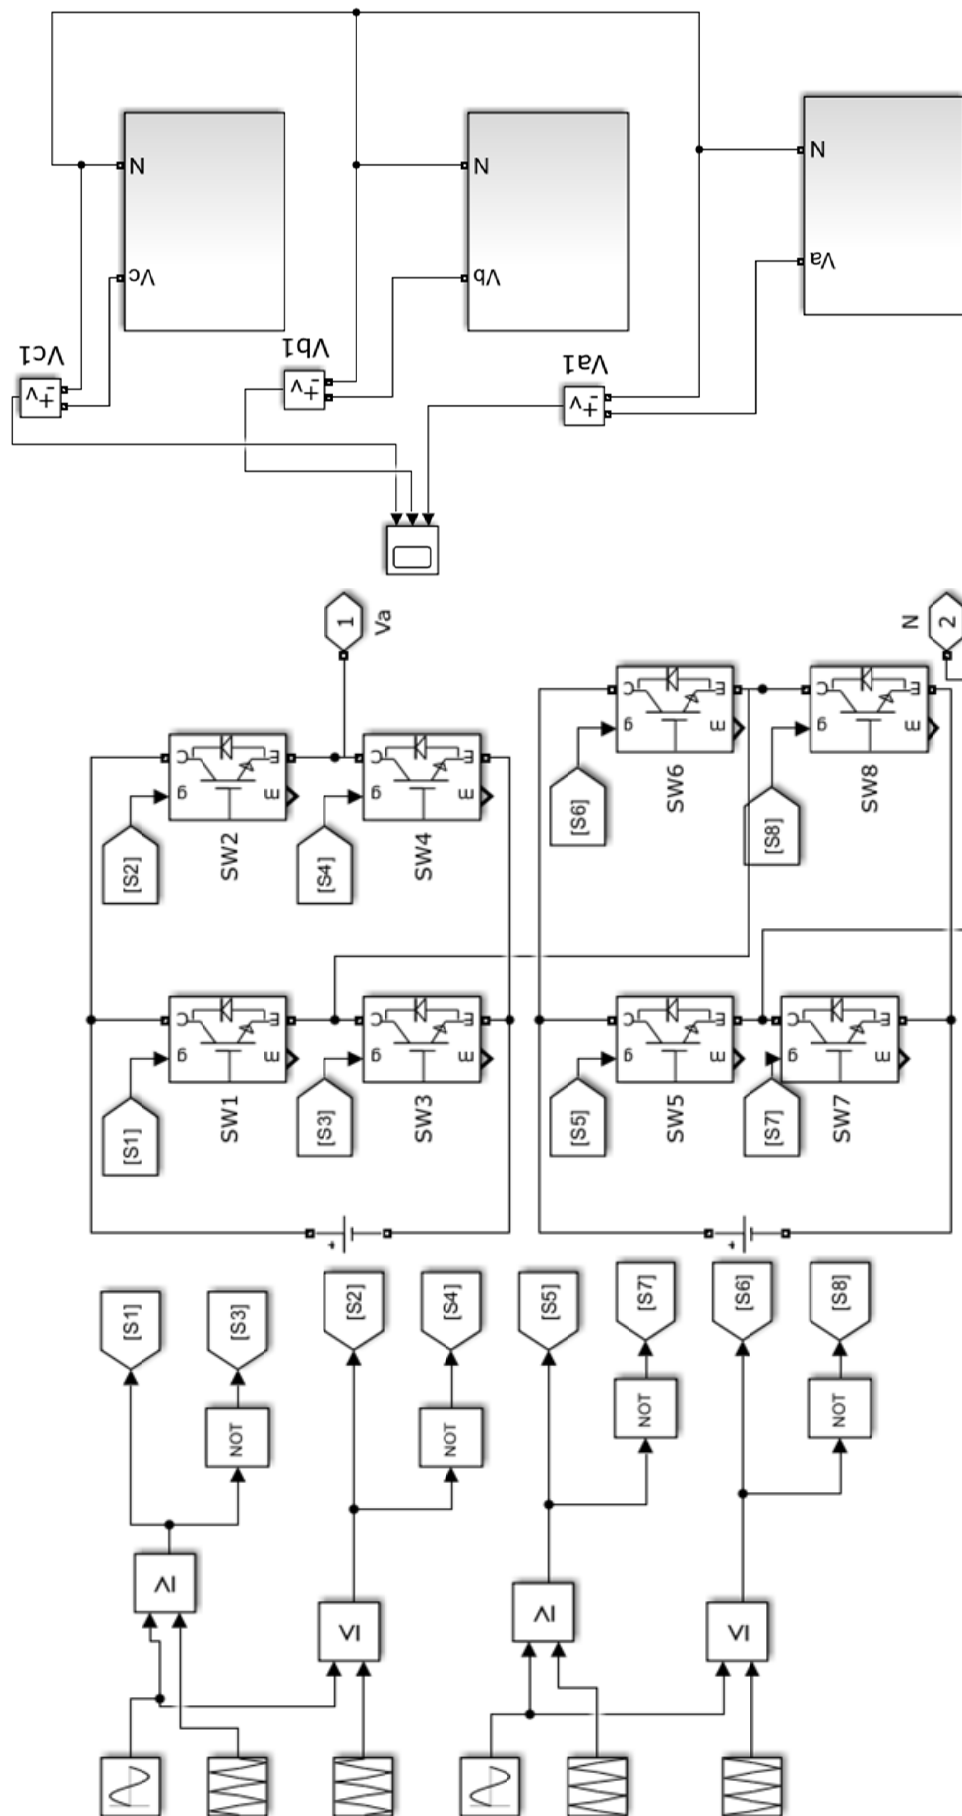 N
Vc
Vc1
N
Vb
Vb1
N
Va
Va1
+
-
v
+
-
v
+
-
v
1
Va
N
2
[S2]
g
C
E
m
SW2
[S4]
g
C
E
m
SW4
[S6]
g
C
E
m
SW6
[S8]
g
C
E
m
SW8
[S1]
g
C
E
m
SW1
[S3]
g
C
E
m
SW3
[S5]
g
C
E
m
SW5
[S7]
g
C
E
m
SW7
+
+
[S1]
[S3]
[S2]
[S4]
[S5]
[S7]
[S6]
[S8]
NOT
NOT
NOT
NOT
≥
≤
≥
≤